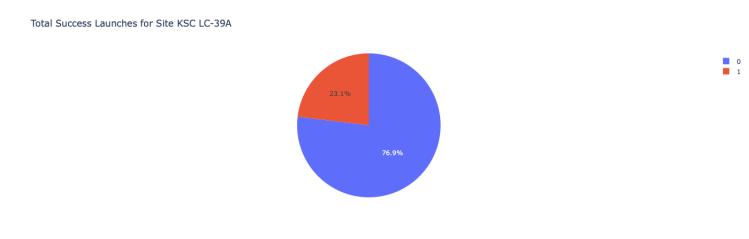 Total Success Launches for Site KSC LC-39A
0
1
23.1%
76.9%